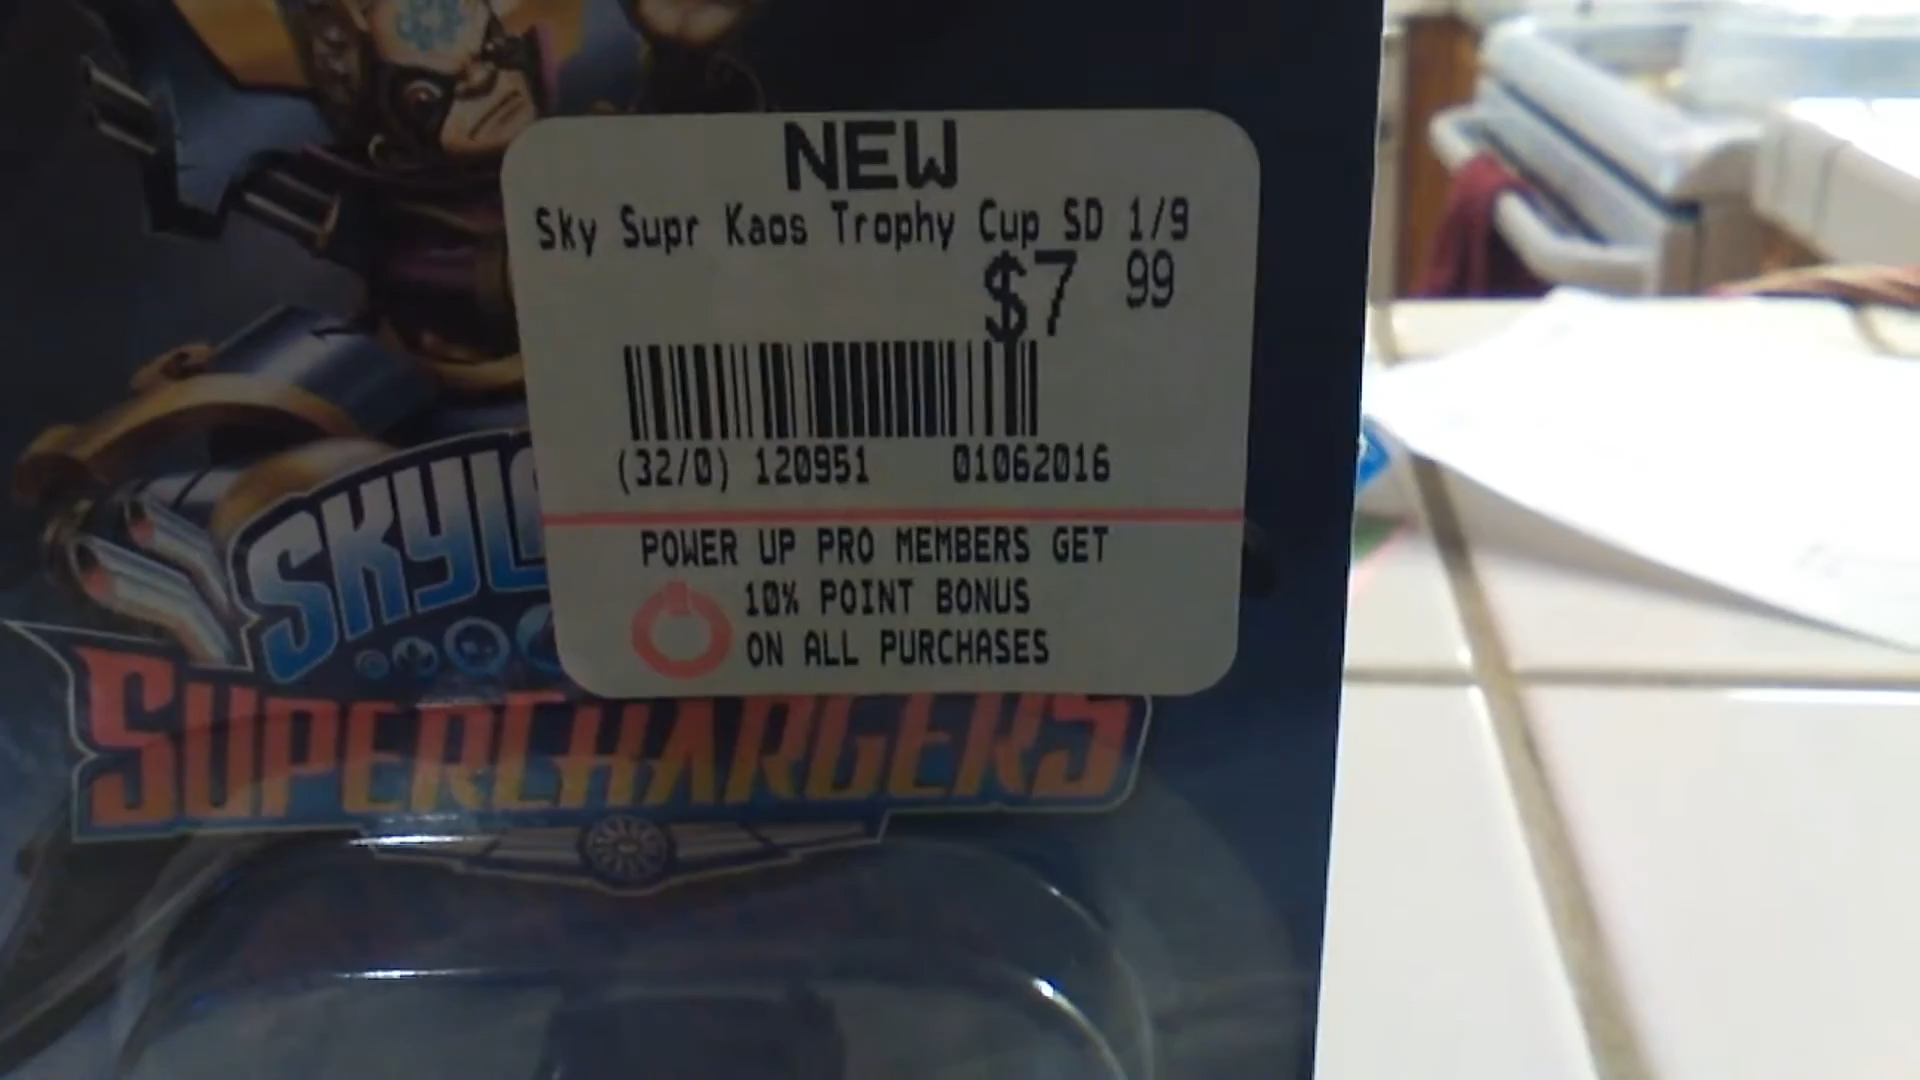 NEW
Sky Supr Kaos Trophy Cup SD 1/9
$7 99
(32/0) 120951 01062016
POWER UP PRO MEMBERS GET
10% POINT BONUS
ON ALL PURCHASES
SKYL
SUPERCHARGERS